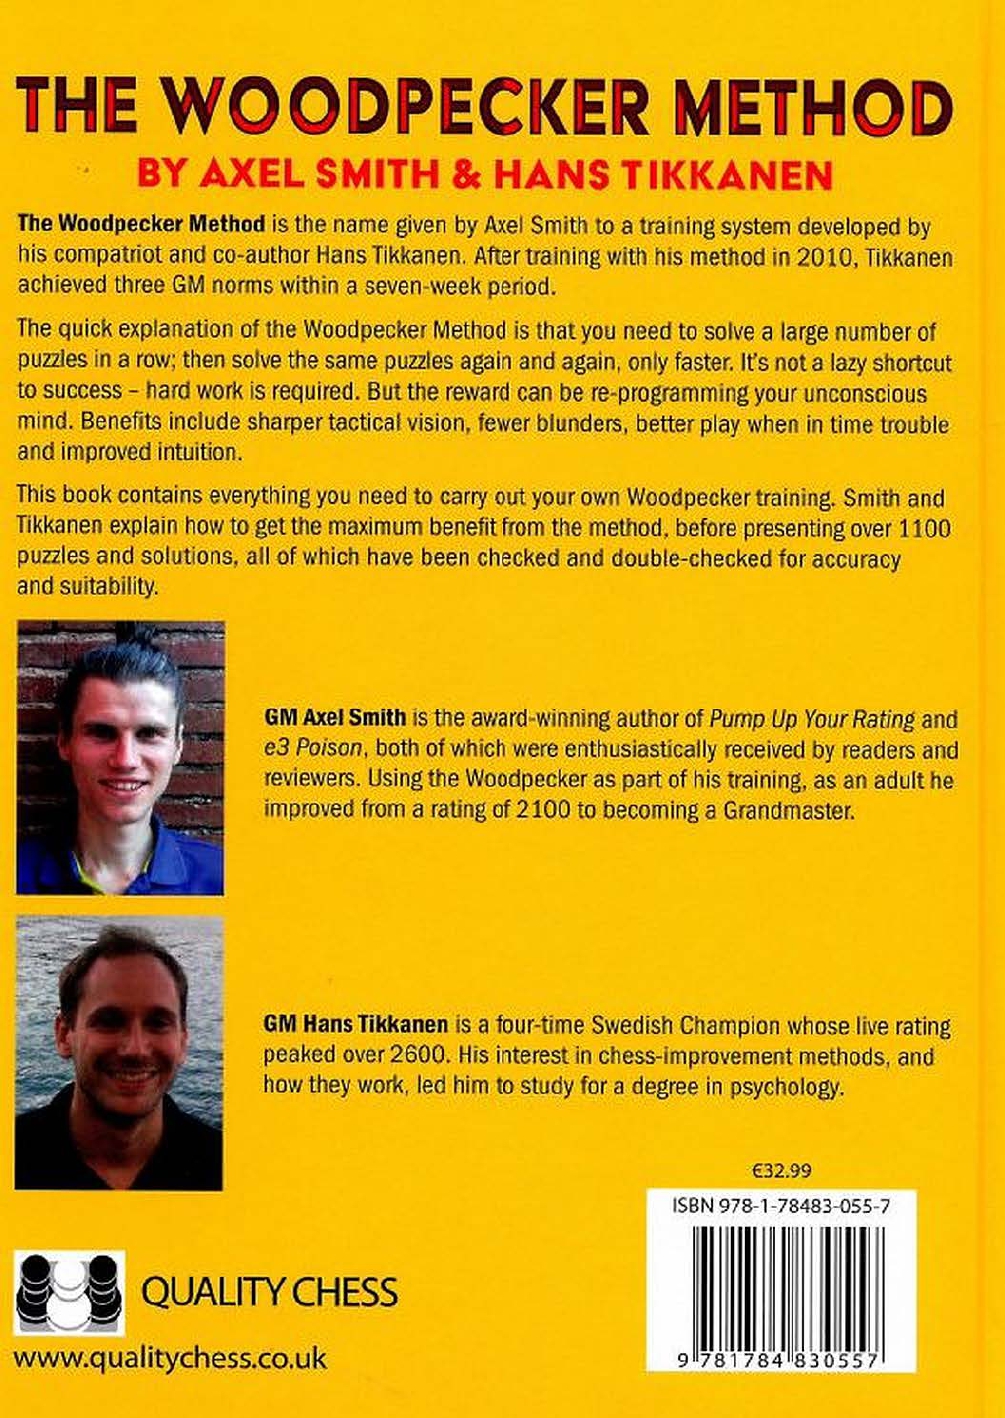 THE WOODPECKER METHOD
BY AXEL SMITH & HANS TIKKANEN
The Woodpecker Method is the name given by Axel Smith to a training system developed by
his compatriot and co-author Hans Tikkanen. After training with his method in 2010, Tikkanen
achieved three GM norms within a seven-week period.
The quick explanation of the Woodpecker Method is that you need to solve a large number of
puzzles in a row; then solve the same puzzles again and again, only faster. It's not a lazy shortcut
to success – hard work is required. But the reward can be re-programming your unconscious
mind. Benefits include sharper tactical vision, fewer blunders, better play when in time trouble
and improved intuition.
This book contains everything you need to carry out your own Woodpecker training. Smith and
Tikkanen explain how to get the maximum benefit from the method, before presenting over 1100
puzzles and solutions, all of which have been checked and double-checked for accuracy
and suitability.
GM Axel Smith is the award-winning author of Pump Up Your Rating and
e3 Poison, both of which were enthusiastically received by readers and
reviewers. Using the Woodpecker as part of his training, as an adult he
improved from a rating of 2100 to becoming a Grandmaster.
GM Hans Tikkanen is a four-time Swedish Champion whose live rating
peaked over 2600. His interest in chess-improvement methods, and
how they work, led him to study for a degree in psychology.
€32.99
ISBN 978-1-78483-055-7
9 781784 830557
QUALITY CHESS
www.qualitychess.co.uk